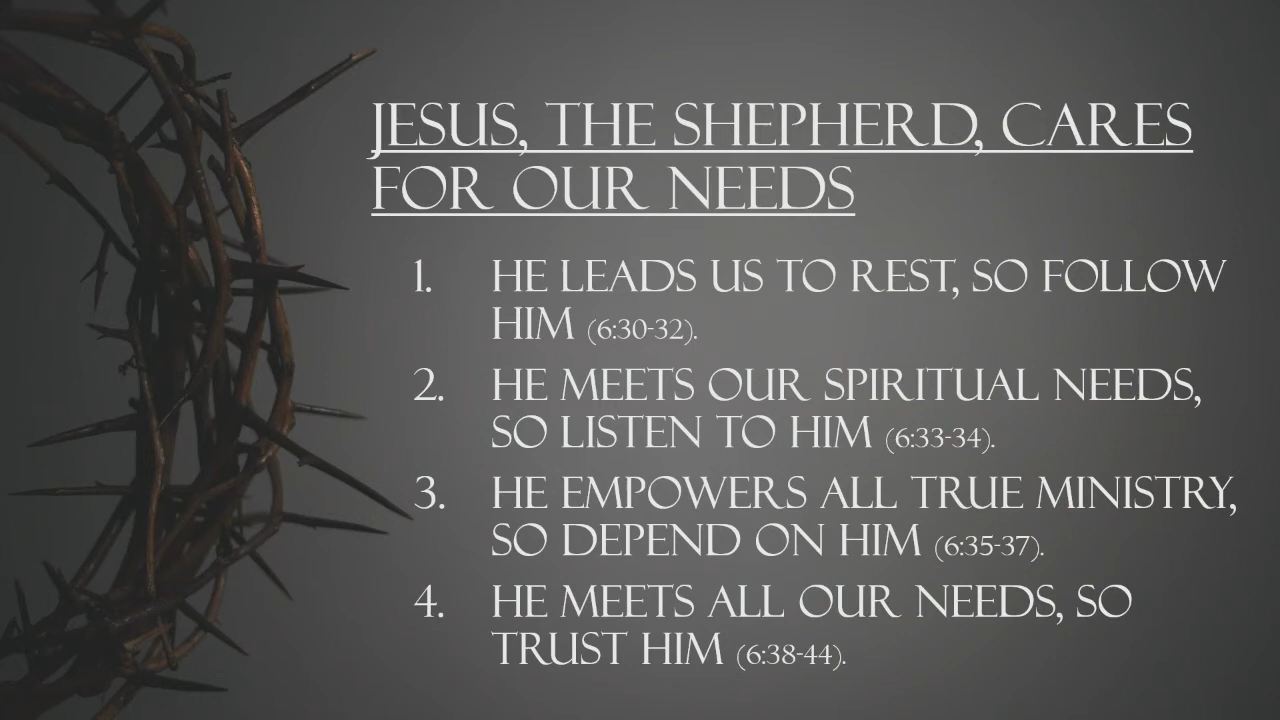 JESUS, THE SHEPHERD, CARES
FOR OUR NEEDS
1. HE LEADS US TO REST, SO FOLLOW
HIM (6:30-32).
2. HE MEETS OUR SPIRITUAL NEEDS,
SO LISTEN TO HIM (6:33-34).
3. HE EMPOWERS ALL TRUE MINISTRY,
SO DEPEND ON HIM (6:35-37).
4. HE MEETS ALL OUR NEEDS, SO
TRUST HIM (6:38-44).